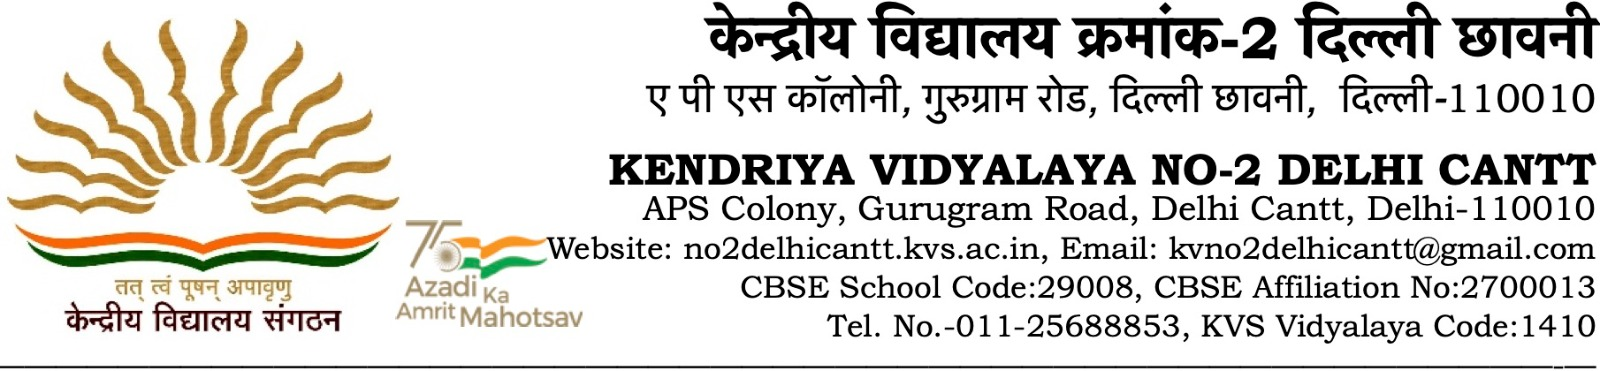 केन्द्रीय विद्यालय क्रमांक-2 दिल्ली छावनी
ए पी एस कॉलोनी, गुरुग्राम रोड, दिल्ली छावनी, दिल्ली-110010
KENDRIYA VIDYALAYA NO-2 DELHI CANTT
APS Colony, Gurugram Road, Delhi Cantt, Delhi-110010
Website: no2delhicantt.kvs.ac.in, Email: kvno2delhicantt@gmail.com
CBSE School Code:29008, CBSE Affiliation No:2700013
Tel. No.-011-25688853, KVS Vidyalaya Code:1410
तत् त्वं पूषन् अपावृणु
केन्द्रीय विद्यालय संगठन
75
Azadi Ka
Amrit Mahotsav